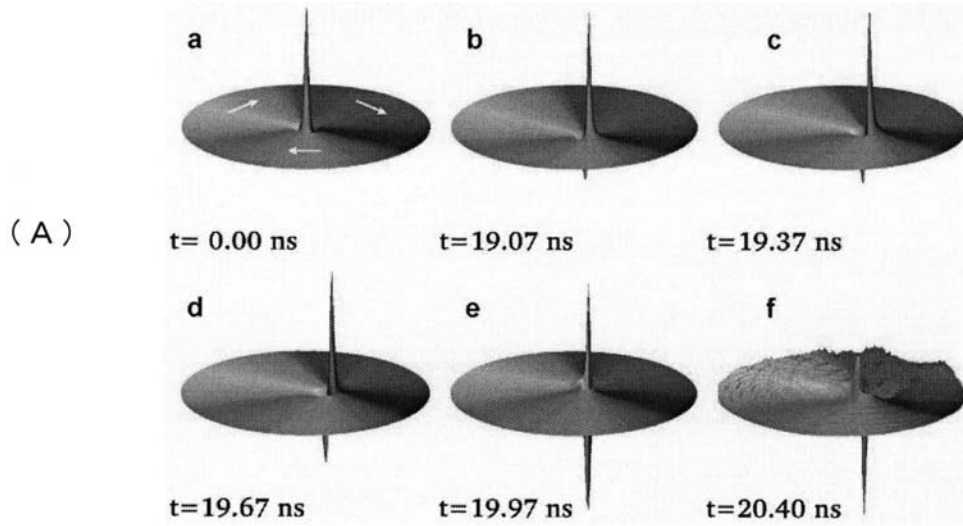 a b c
(A)
t= 0.00 ns t=19.07 ns t=19.37 ns
d e f
t=19.67 ns t=19.97 ns t=20.40 ns